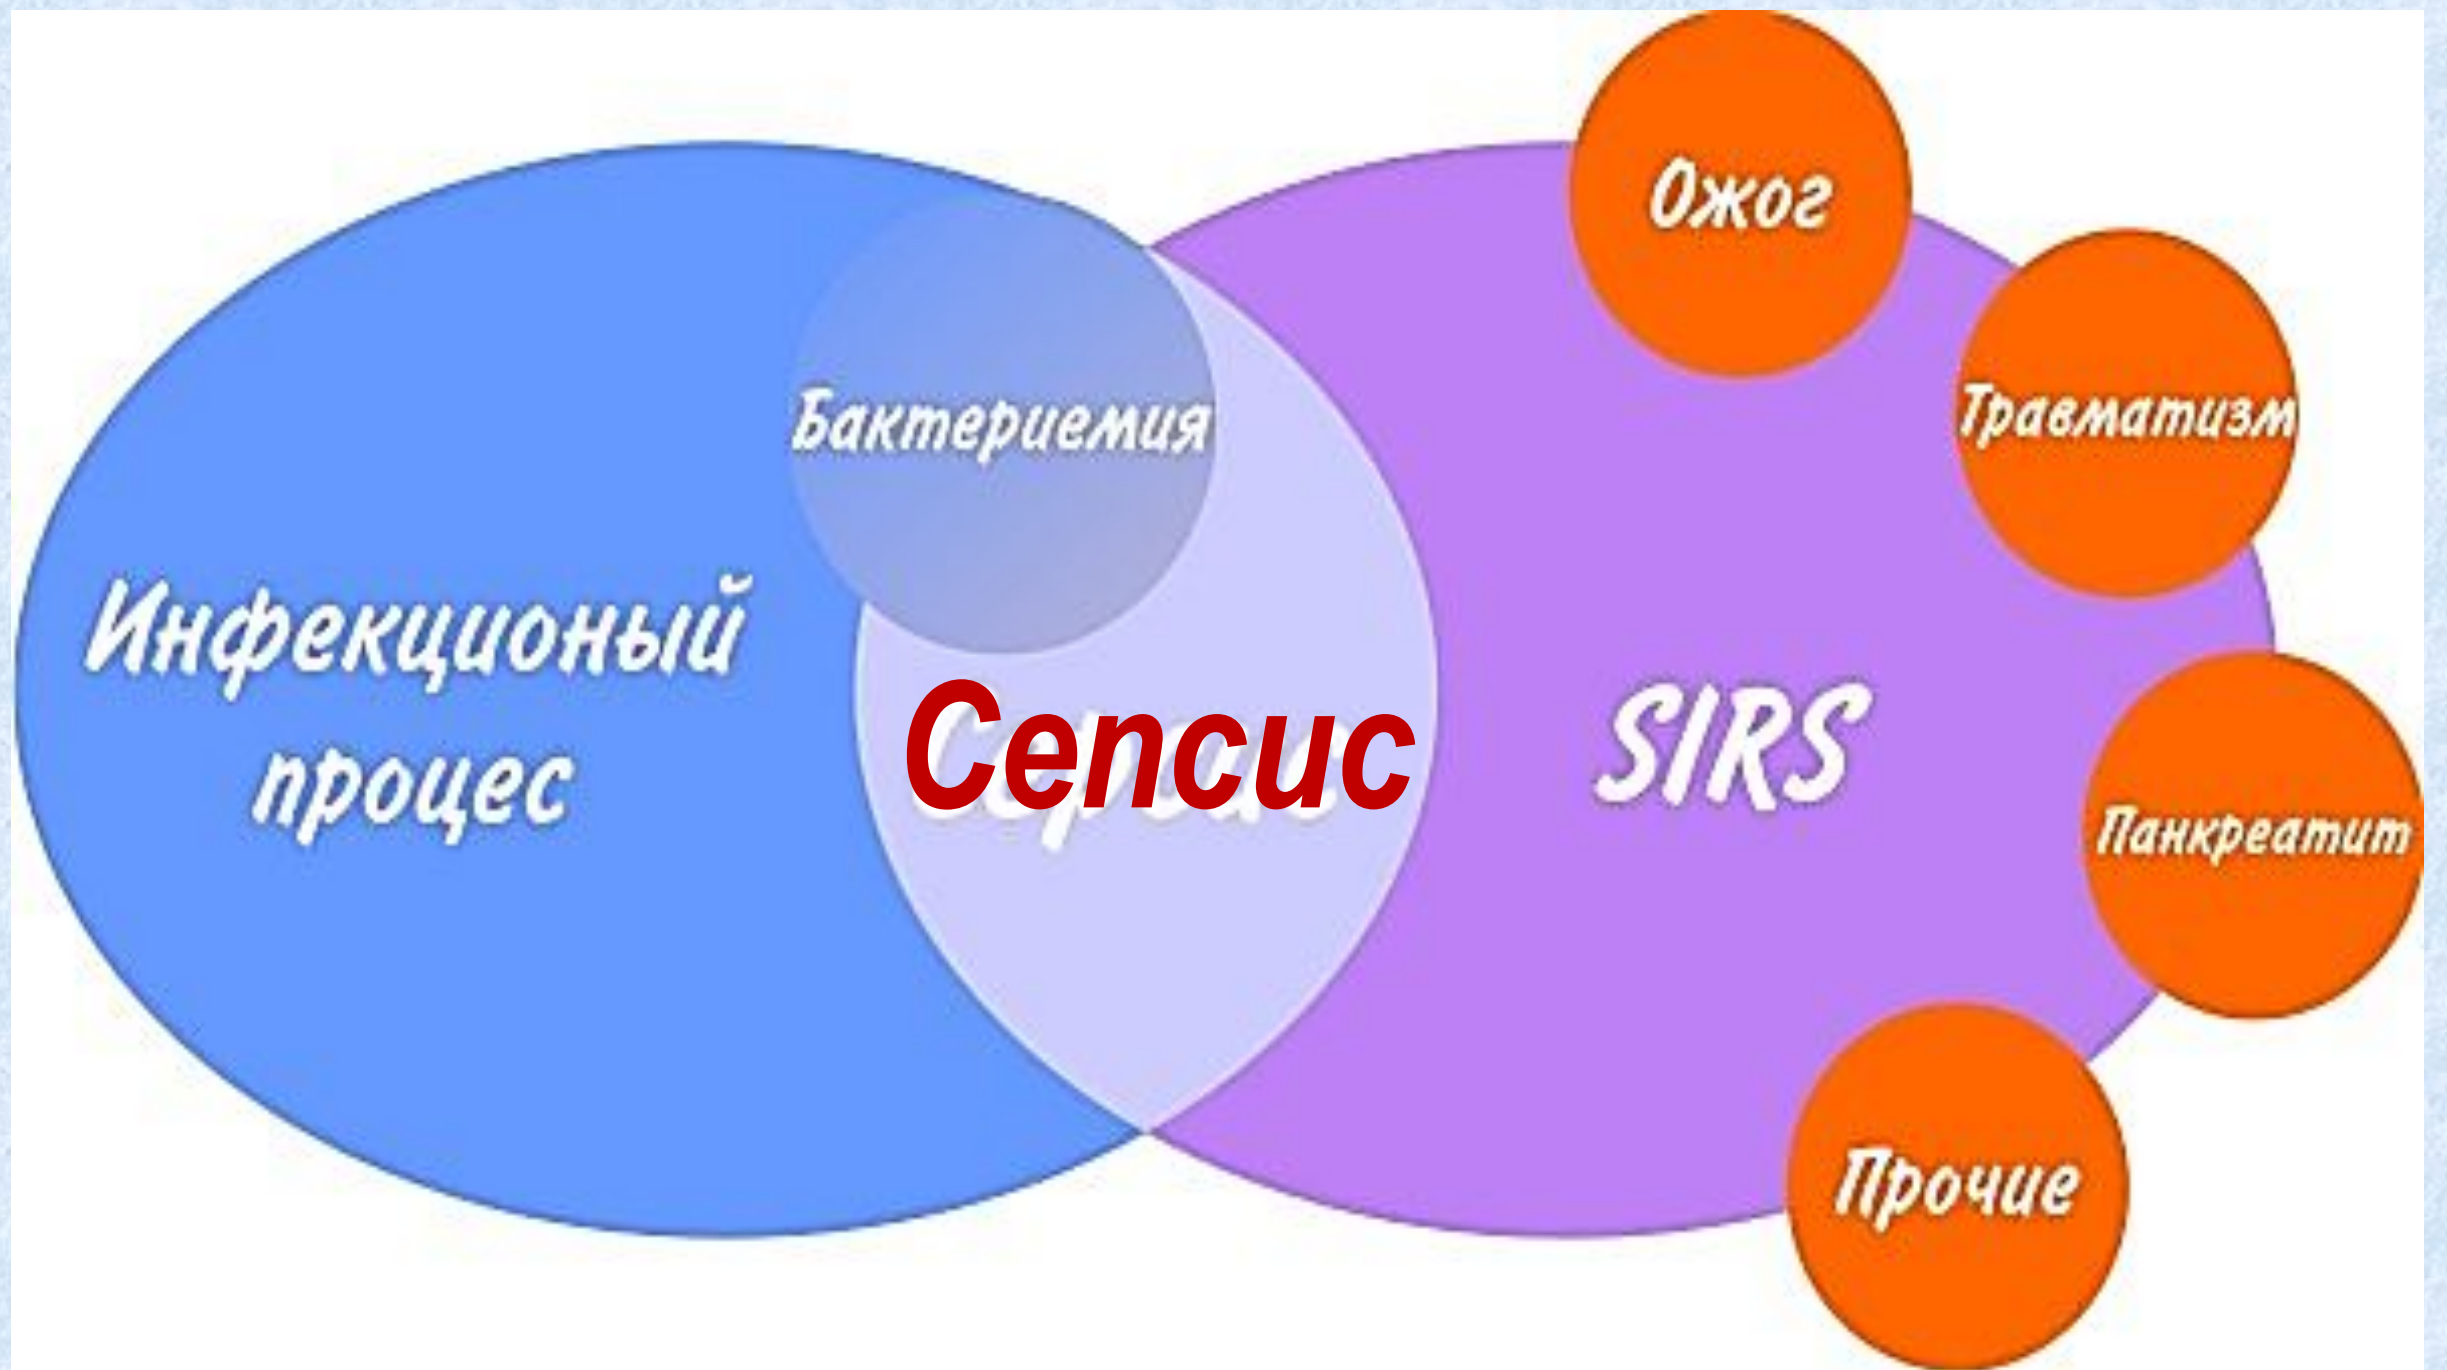 Ожог
Травматизм
Бактериемия
Инфекционый
процес
Сепсис
SIRS
Панкреатит
Прочие